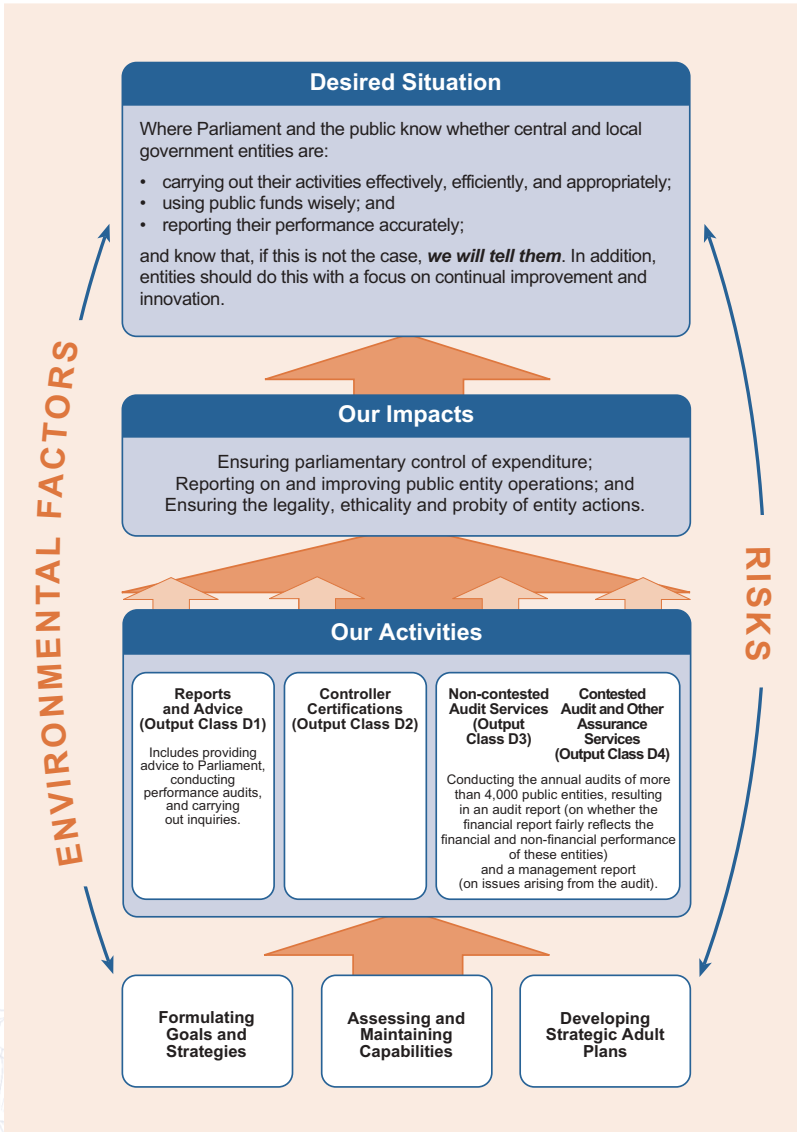 Desired Situation
Where Parliament and the public know whether central and local
government entities are:
• carrying out their activities effectively, efficiently, and appropriately;
• using public funds wisely; and
• reporting their performance accurately;
and know that, if this is not the case, we will tell them. In addition,
entities should do this with a focus on continual improvement and
innovation.
ENVIRONMENTAL FACTORS
RISKS
Our Impacts
Ensuring parliamentary control of expenditure;
Reporting on and improving public entity operations; and
Ensuring the legality, ethicality and probity of entity actions.
Our Activities
Reports
and Advice
(Output Class D1)
Includes providing
advice to Parliament,
conducting
performance audits,
and carrying
out inquiries.
Controller
Certifications
(Output Class D2)
Non-contested
Audit Services
(Output
Class D3)
Contested
Audit and Other
Assurance
Services
(Output Class D4)
Conducting the annual audits of more
than 4,000 public entities, resulting
in an audit report (on whether the
financial report fairly reflects the
financial and non-financial performance
of these entities)
and a management report
(on issues arising from the audit).
Formulating
Goals and
Strategies
Assessing and
Maintaining
Capabilities
Developing
Strategic Adult
Plans